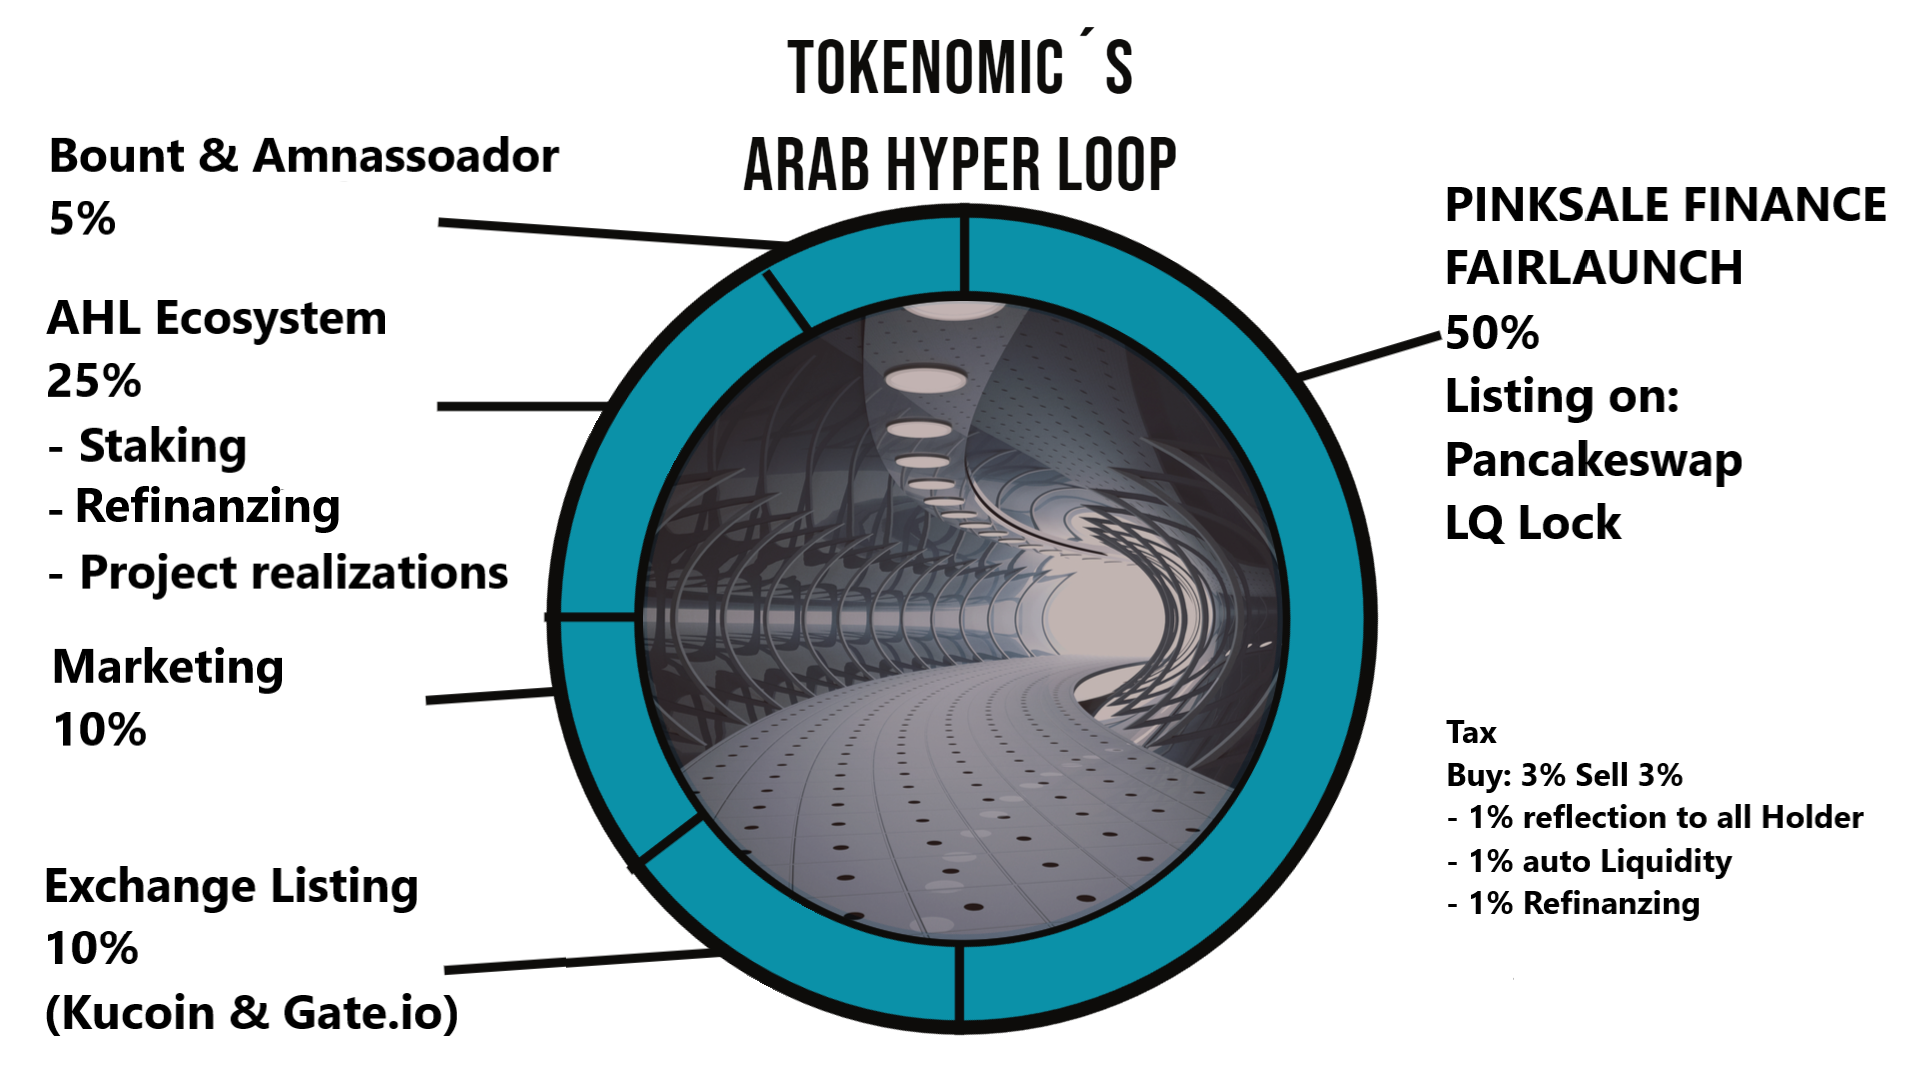 TOKENOMIC´S
ARAB HYPER LOOP
Bount & Amnassoador
5%
AHL Ecosystem
25%
- Staking
- Refinanzing
- Project realizations
Marketing
10%
Exchange Listing
10%
(Kucoin & Gate.io)
PINKSALE FINANCE
FAIRLAUNCH
50%
Listing on:
Pancakeswap
LQ Lock
Tax
Buy: 3% Sell 3%
- 1% reflection to all Holder
- 1% auto Liquidity
- 1% Refinanzing